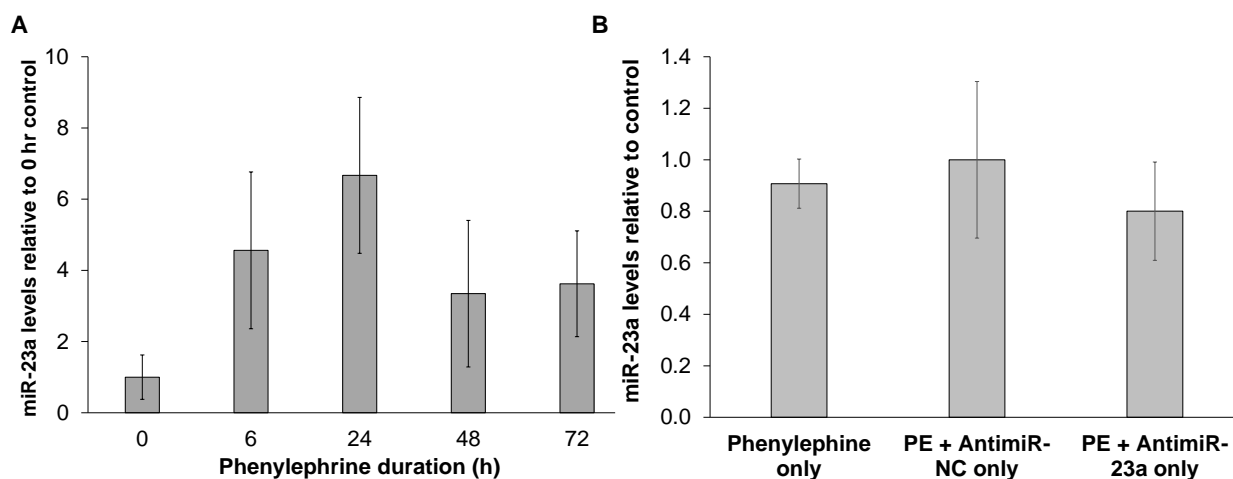 A
miR-23a levels relative to 0 hr control
10
8
6
4
2
0
0 6 24 48 72
Phenylephrine duration (h)
B
miR-23a levels relative to control
1.4
1.2
1.0
0.8
0.6
0.4
0.2
0.0
Phenylephine
only
PE + AntimiR-
NC only
PE + AntimiR-
23a only